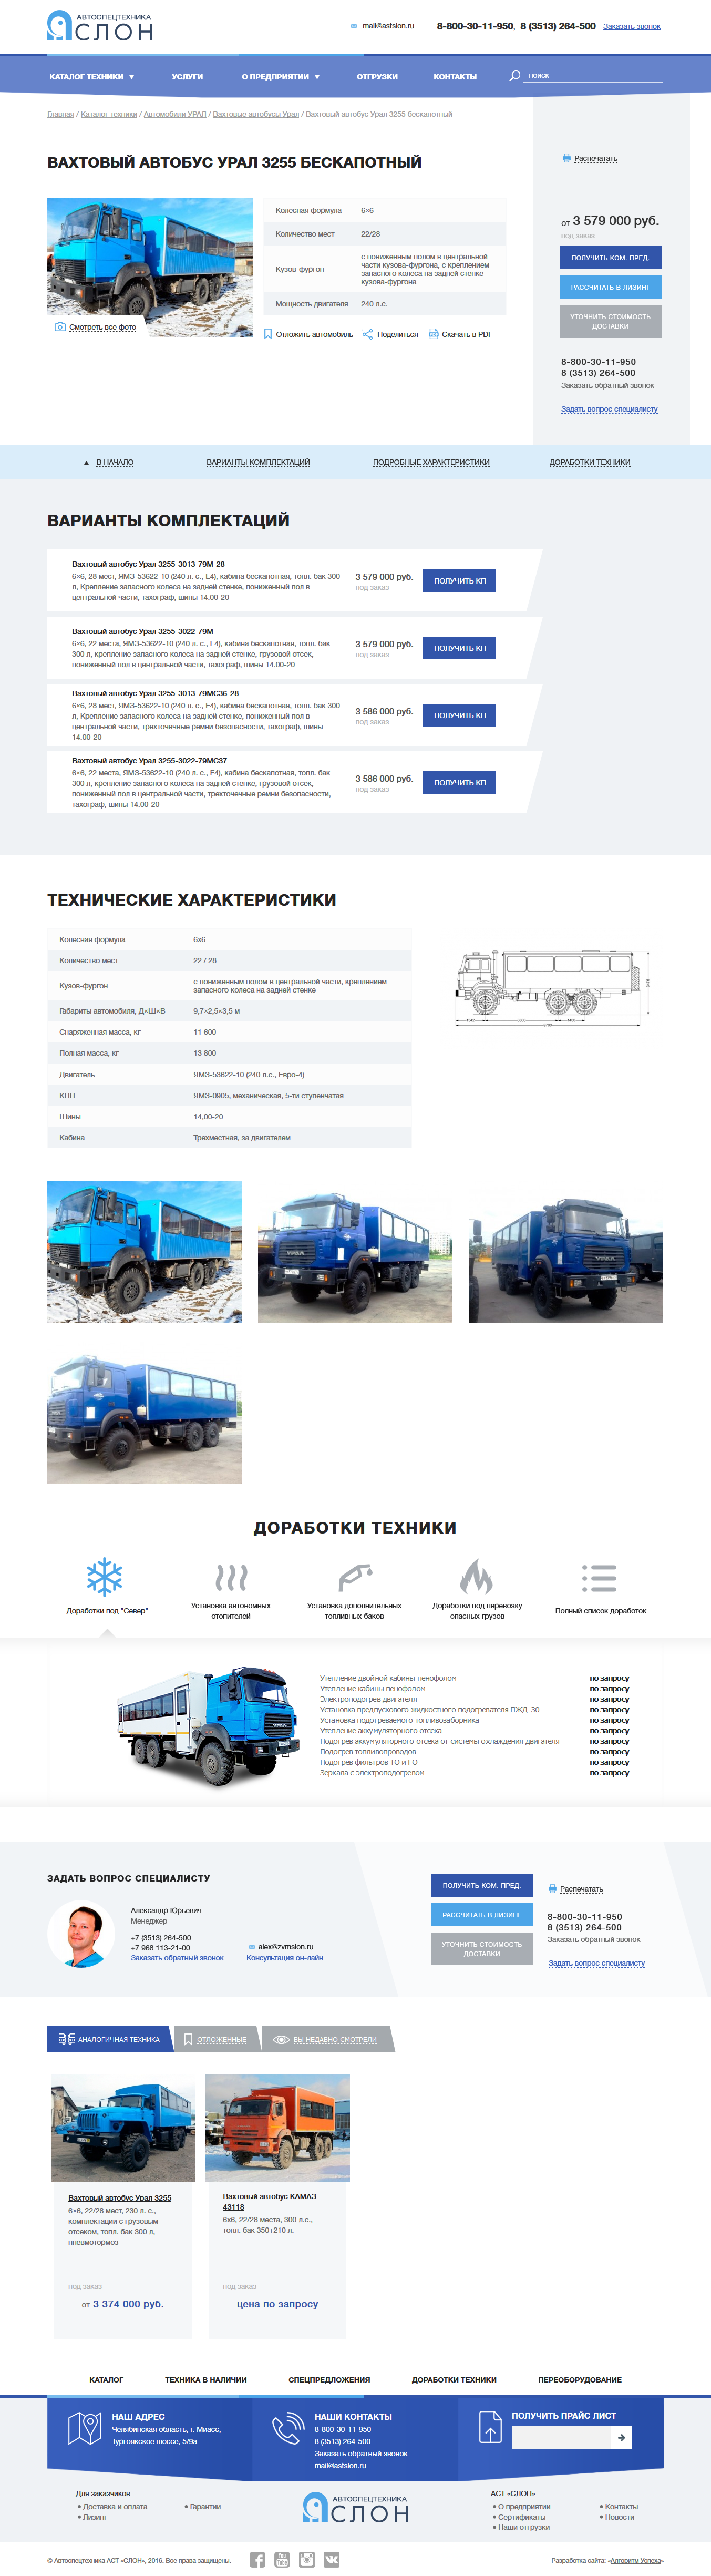 АВТОСПЕЦТЕХНИКА
СЛОН
mail@astslon.ru
8-800-30-11-950, 8 (3513) 264-500 Заказать звонок
КАТАЛОГ ТЕХНИКИ ▼ УСЛУГИ О ПРЕДПРИЯТИИ ▼ ОТГРУЗКИ КОНТАКТЫ ПОИСК
Главная / Каталог техники / Автомобили УРАЛ / Вахтовые автобусы Урал / Вахтовый автобус Урал 3255 бескапотный
ВАХТОВЫЙ АВТОБУС УРАЛ 3255 БЕСКАПОТНЫЙ
Колесная формула 6×6
Количество мест 22/28
Кузов-фургон с пониженным полом в центральной
части кузова-фургона, с креплением
запасного колеса на задней стенке
кузова-фургона
Мощность двигателя 240 л.с.
Смотреть все фото
Отложить автомобиль Поделиться Скачать в PDF
Распечатать
от 3 579 000 руб.
под заказ
ПОЛУЧИТЬ КОМ. ПРЕД.
РАССЧИТАТЬ В ЛИЗИНГ
УТОЧНИТЬ СТОИМОСТЬ
ДОСТАВКИ
8-800-30-11-950
8 (3513) 264-500
Заказать обратный звонок
Задать вопрос специалисту
▲ В НАЧАЛО ВАРИАНТЫ КОМПЛЕКТАЦИЙ ПОДРОБНЫЕ ХАРАКТЕРИСТИКИ ДОРАБОТКИ ТЕХНИКИ
ВАРИАНТЫ КОМПЛЕКТАЦИЙ
Вахтовый автобус Урал 3255-3013-79М-28
6×6, 28 мест, ЯМЗ-53622-10 (240 л. с., Е4), кабина бескапотная, топл. бак 300
л, Крепление запасного колеса на задней стенке, пониженный пол в
центральной части, тахограф, шины 14.00-20
3 579 000 руб.
под заказ
ПОЛУЧИТЬ КП
Вахтовый автобус Урал 3255-3022-79М
6×6, 22 места, ЯМЗ-53622-10 (240 л. с., Е4), кабина бескапотная, топл. бак
300 л, крепление запасного колеса на задней стенке, грузовой отсек,
пониженный пол в центральной части, тахограф, шины 14.00-20
3 579 000 руб.
под заказ
ПОЛУЧИТЬ КП
Вахтовый автобус Урал 3255-3013-79МС36-28
6×6, 28 мест, ЯМЗ-53622-10 (240 л. с., Е4), кабина бескапотная, топл. бак 300
л, Крепление запасного колеса на задней стенке, пониженный пол в
центральной части, трехточечные ремни безопасности, тахограф, шины
14.00-20
3 586 000 руб.
под заказ
ПОЛУЧИТЬ КП
Вахтовый автобус Урал 3255-3022-79МС37
6×6, 22 места, ЯМЗ-53622-10 (240 л. с., Е4), кабина бескапотная, топл. бак
300 л, крепление запасного колеса на задней стенке, грузовой отсек,
пониженный пол в центральной части, трехточечные ремни безопасности,
тахограф, шины 14.00-20
3 586 000 руб.
под заказ
ПОЛУЧИТЬ КП
ТЕХНИЧЕСКИЕ ХАРАКТЕРИСТИКИ
Колесная формула 6х6
Количество мест 22 / 28
Кузов-фургон с пониженным полом в центральной части, креплением
запасного колеса на задней стенке
Габариты автомобиля, Д×Ш×В 9,7×2,5×3,5 м
Снаряженная масса, кг 11 600
Полная масса, кг 13 800
Двигатель ЯМЗ-53622-10 (240 л.с., Евро-4)
КПП ЯМЗ-0905, механическая, 5-ти ступенчатая
Шины 14,00-20
Кабина Трехместная, за двигателем
ДОРАБОТКИ ТЕХНИКИ
Доработки под "Север"
Установка автономных
отопителей
Установка дополнительных
топливных баков
Доработки под перевозку
опасных грузов
Полный список доработок
Утепление двойной кабины пенофолом по запросу
Утепление кабины пенофолом по запросу
Электроподогрев двигателя по запросу
Установка предпускового жидкостного подогревателя ПЖД-30 по запросу
Установка подогреваемого топливозаборника по запросу
Утепление аккумуляторного отсека по запросу
Подогрев аккумуляторного отсека от системы охлаждения двигателя по запросу
Подогрев топливопроводов по запросу
Подогрев фильтров ТО и ГО по запросу
Зеркала с электроподогревом по запросу
ЗАДАТЬ ВОПРОС СПЕЦИАЛИСТУ
Александр Юрьевич
Менеджер
+7 (3513) 264-500
+7 968 113-21-00
Заказать обратный звонок
alex@zvmslon.ru
Консультация он-лайн
ПОЛУЧИТЬ КОМ. ПРЕД.
РАССЧИТАТЬ В ЛИЗИНГ
УТОЧНИТЬ СТОИМОСТЬ
ДОСТАВКИ
Распечатать
8-800-30-11-950
8 (3513) 264-500
Заказать обратный звонок
Задать вопрос специалисту
АНАЛОГИЧНАЯ ТЕХНИКА ОТЛОЖЕННЫЕ ВЫ НЕДАВНО СМОТРЕЛИ
Вахтовый автобус Урал 3255
6×6, 22/28 мест, 230 л. с.,
комплектации с грузовым
отсеком, топл. бак 300 л,
пневмотормоз
под заказ
от 3 374 000 руб.
Вахтовый автобус КАМАЗ
43118
6х6, 22/28 места, 300 л.с.,
топл. бак 350+210 л.
под заказ
цена по запросу
КАТАЛОГ ТЕХНИКА В НАЛИЧИИ СПЕЦПРЕДЛОЖЕНИЯ ДОРАБОТКИ ТЕХНИКИ ПЕРЕОБОРУДОВАНИЕ
НАШ АДРЕС
Челябинская область, г. Миасс,
Тургоякское шоссе, 5/9а
НАШИ КОНТАКТЫ
8-800-30-11-950
8 (3513) 264-500
Заказать обратный звонок
mail@astslon.ru
ПОЛУЧИТЬ ПРАЙС ЛИСТ
Для заказчиков
Доставка и оплата
Лизинг
Гарантии
АВТОСПЕЦТЕХНИКА
СЛОН
АСТ «СЛОН»
О предприятии
Сертификаты
Наши отгрузки
Контакты
Новости
© Автоспецтехника АСТ «СЛОН», 2016. Все права защищены.
Разработка сайта: «Алгоритм Успеха»